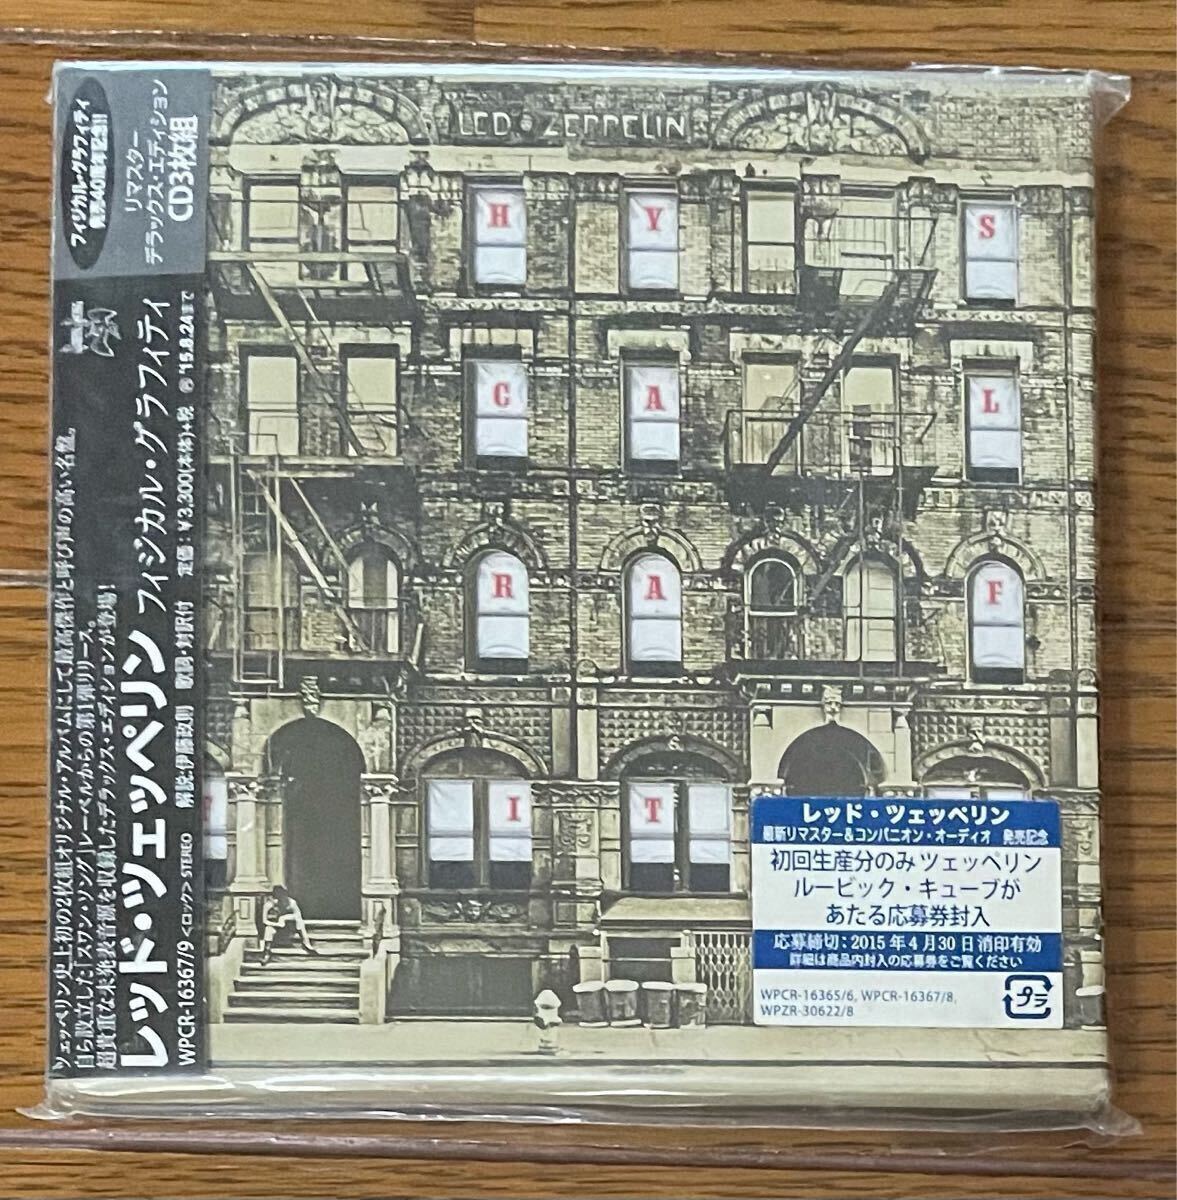 フィジカル・グラフィティ
発売40周年記念!!
リマスター
デラックス・エディション
CD3枚組
ツェッペリン史上初の2枚組オリジナル・アルバムにして最高傑作と呼び声の高い名盤。
自ら設立した[スワン・ソング]レーベルからの第1弾リリース。
超貴重な未発表音源を収録したデラックス・エディションが登場!
レッド・ツェッペリン フィジカル・グラフィティ
WPCR-16367/9 <ロック> STEREO 解説:伊藤政則 歌詞・対訳付 定価:¥3,300(本体)+税 '15.8.24まで
LED ZEPPELIN
H Y S
C A L
R A F
F I T
レッド・ツェッペリン
最新リマスター&コンパニオン・オーディオ 発売記念
初回生産分のみ ツェッペリン
ルービック・キューブが
あたる応募券封入
応募締切:2015年4月30日消印有効
詳細は商品内封入の応募券をご覧ください
WPCR-16365/6, WPCR-16367/8,
WPZR-30622/8
プラ